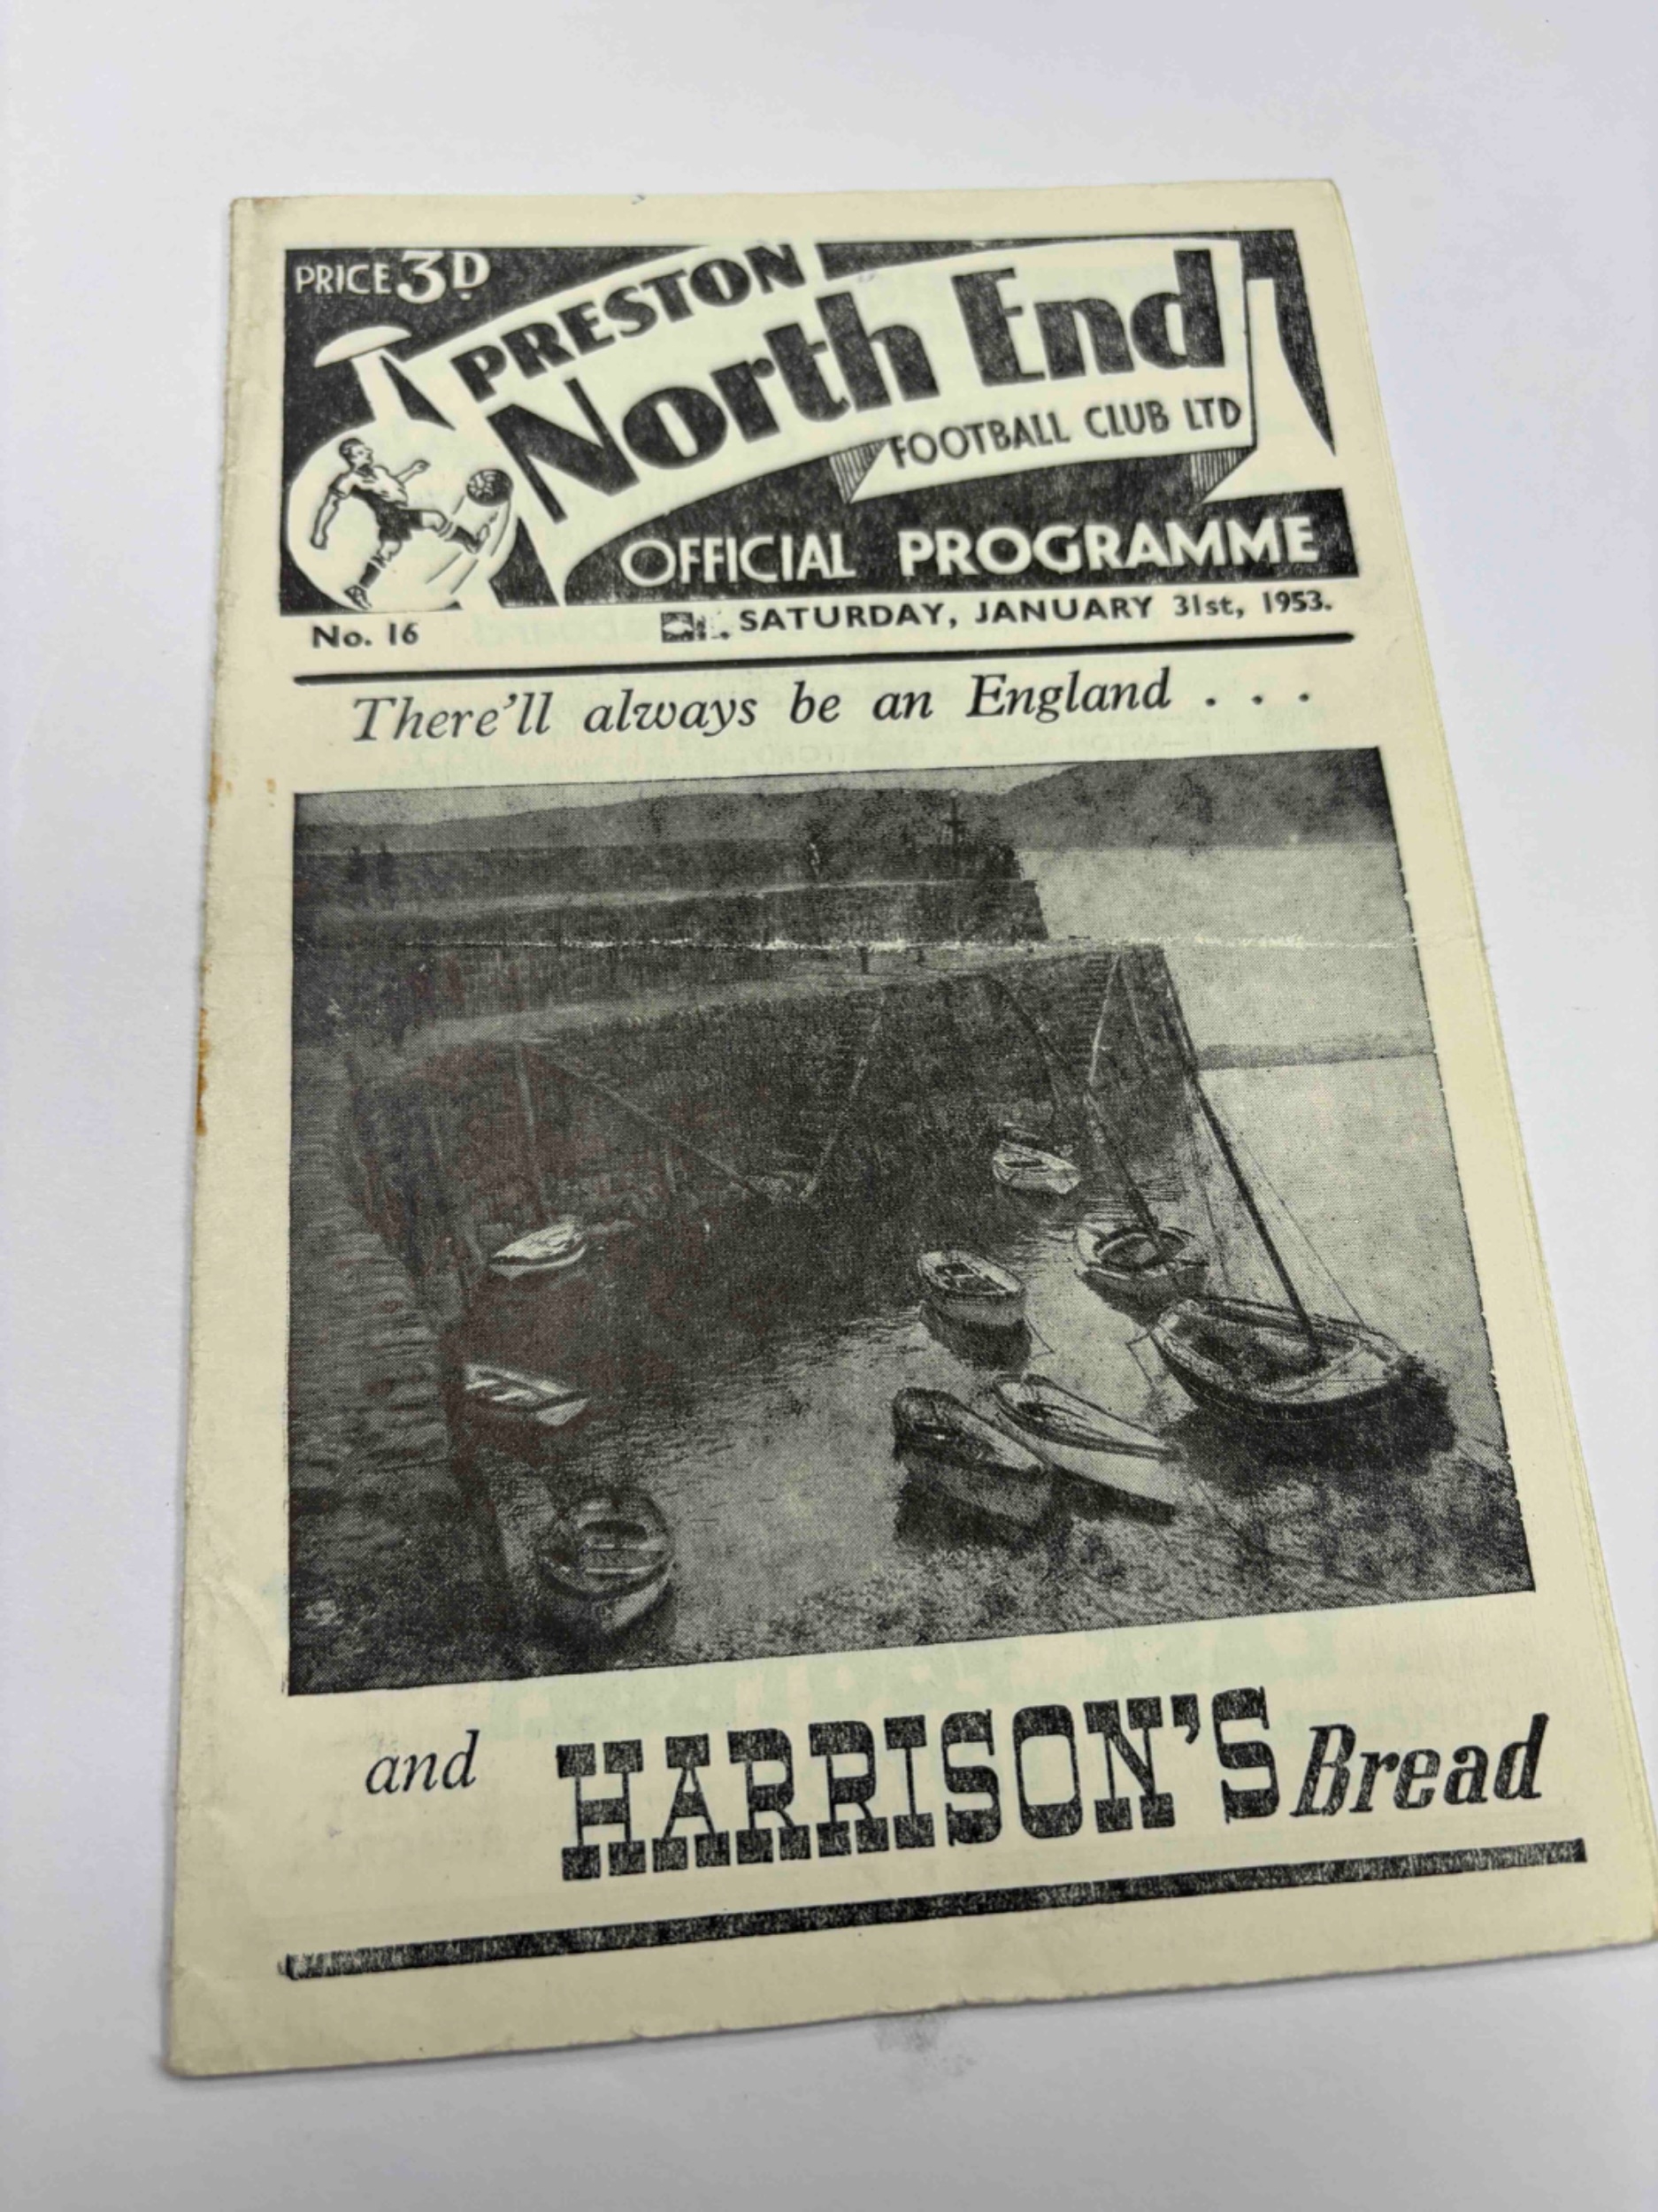 PRICE 3D
PRESTON
North End
FOOTBALL CLUB LTD
OFFICIAL PROGRAMME
No. 16
SATURDAY, JANUARY 31st, 1953.
There'll always be an England . . .
and HARRISON'S Bread